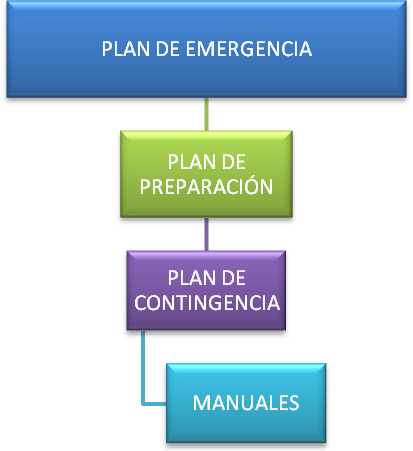 PLAN DE EMERGENCIA
PLAN DE
PREPARACIÓN
PLAN DE
CONTINGENCIA
MANUALES